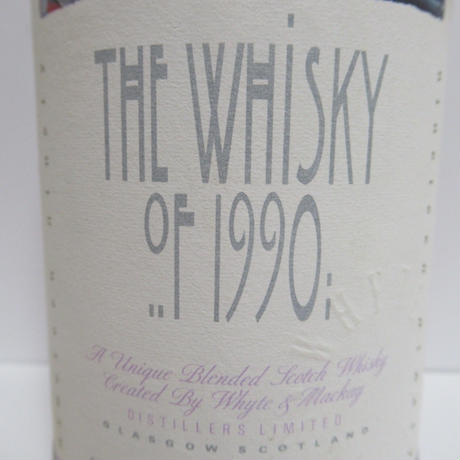 THE WHiSKY
OF 1990
A Unique Blended Scotch Whisky
Created By Whyte & Mackay
DISTILLERS LIMITED
GLASGOW SCOTLAND